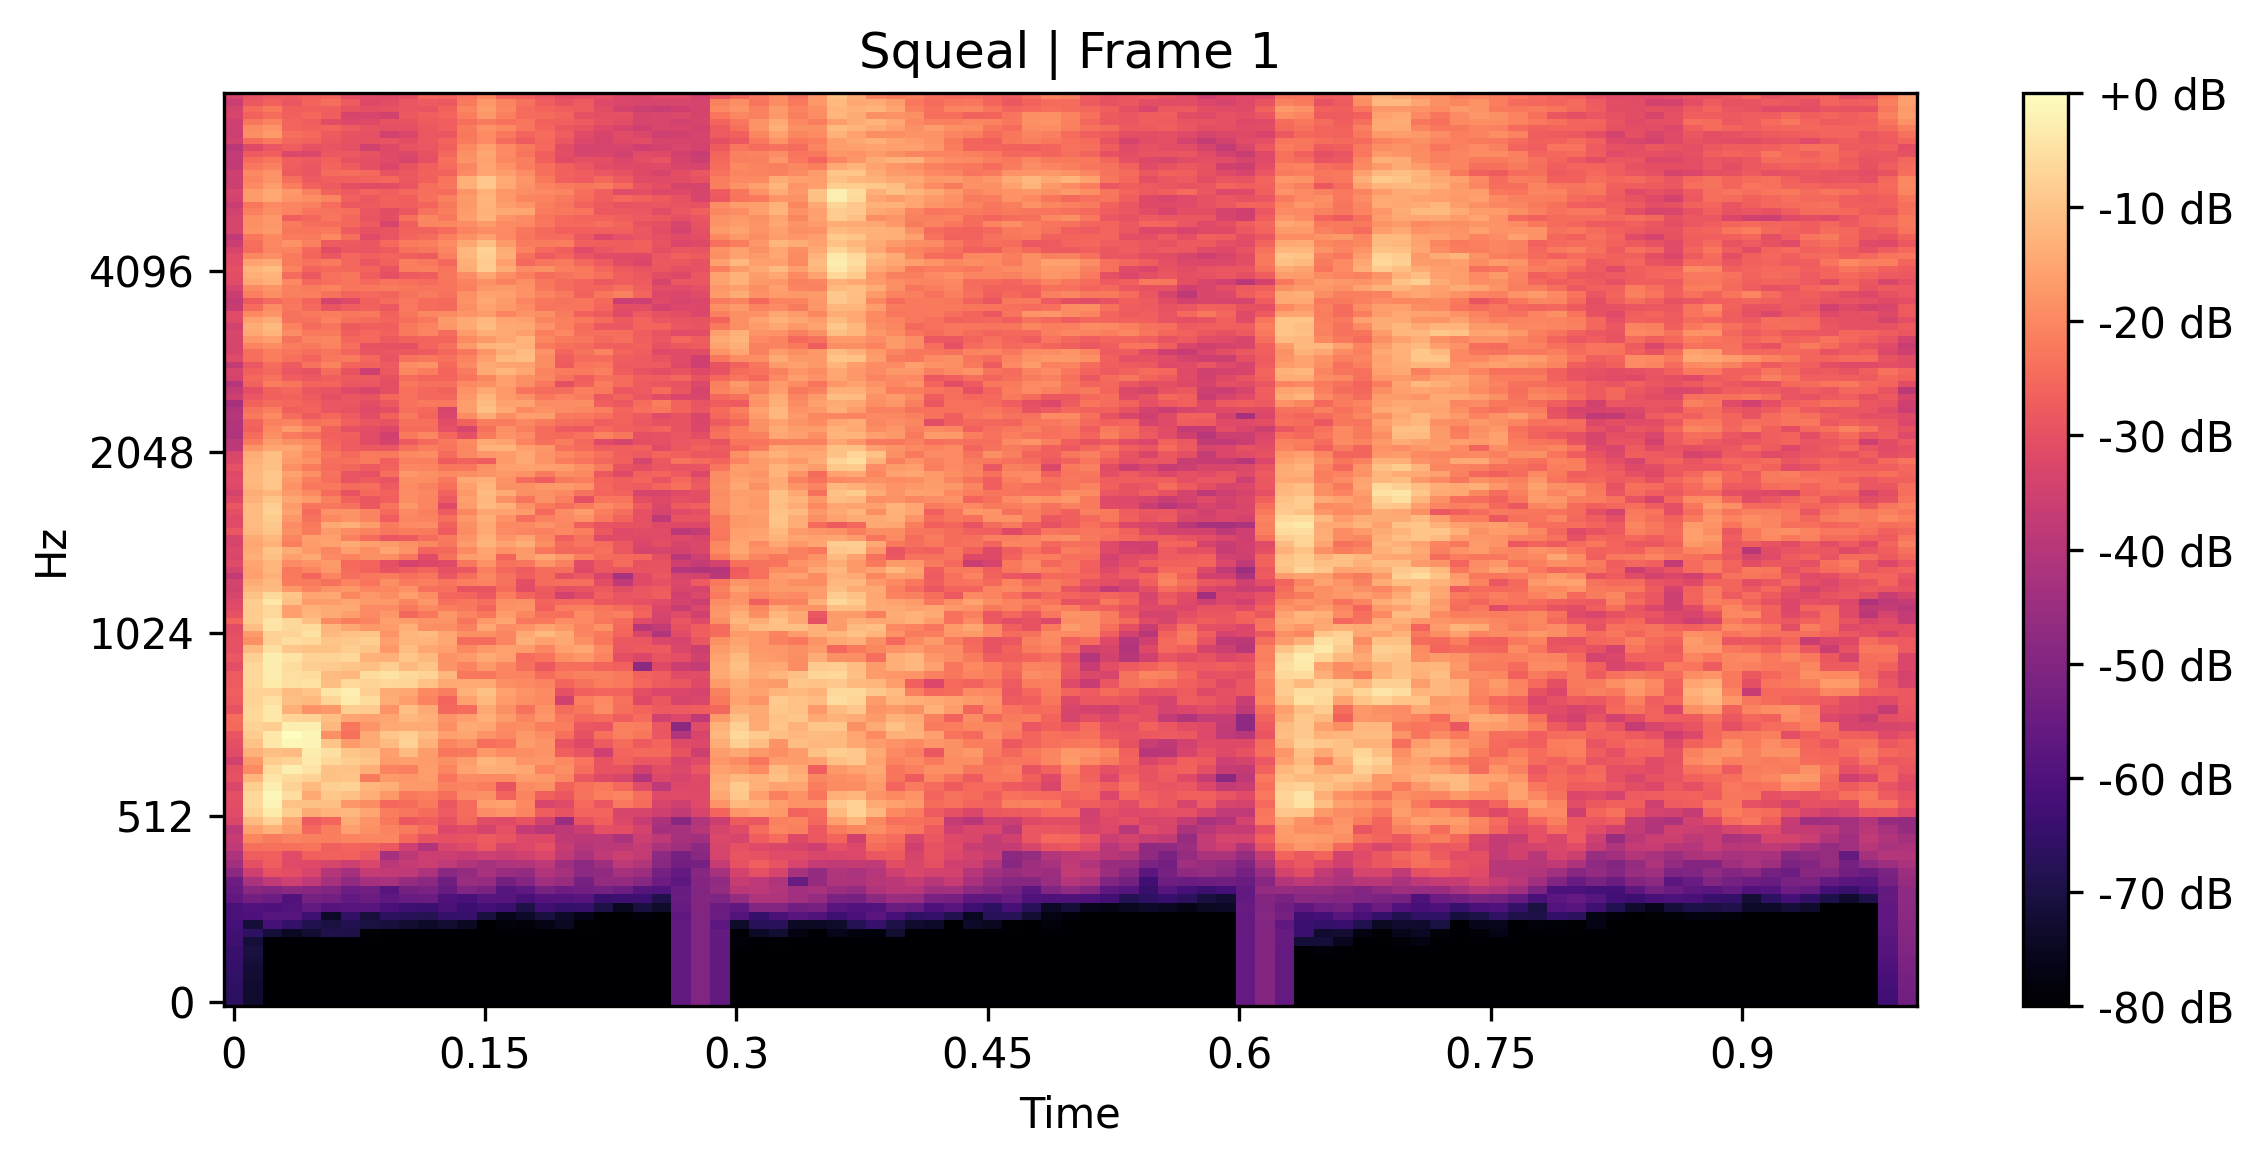 Squeal | Frame 1
+0 dB
-10 dB
-20 dB
-30 dB
-40 dB
-50 dB
-60 dB
-70 dB
-80 dB
4096
2048
1024
512
0
Hz
0 0.15 0.3 0.45 0.6 0.75 0.9
Time